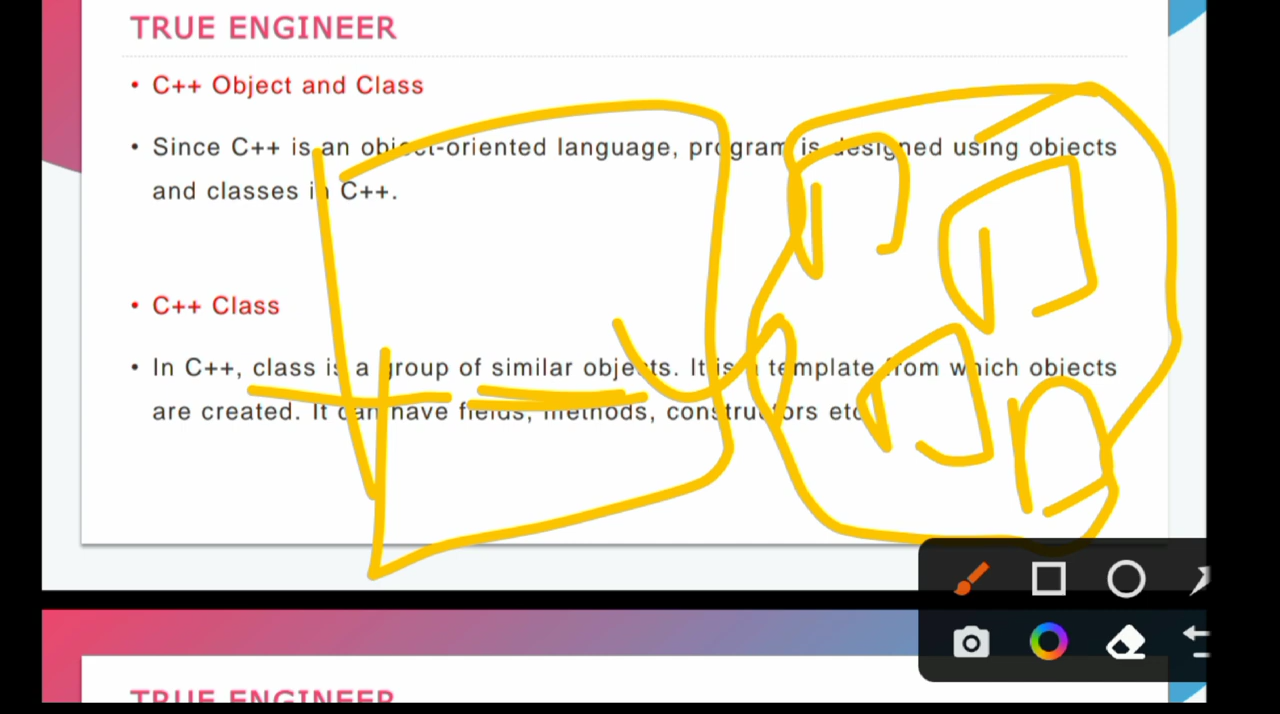 TRUE ENGINEER
• C++ Object and Class
• Since C++ is an object-oriented language, program is designed using objects
and classes in C++.
• C++ Class
• In C++, class is a group of similar objects. It is a template from which objects
are created. It can have fields, methods, constructors etc
TRUE ENGINEER